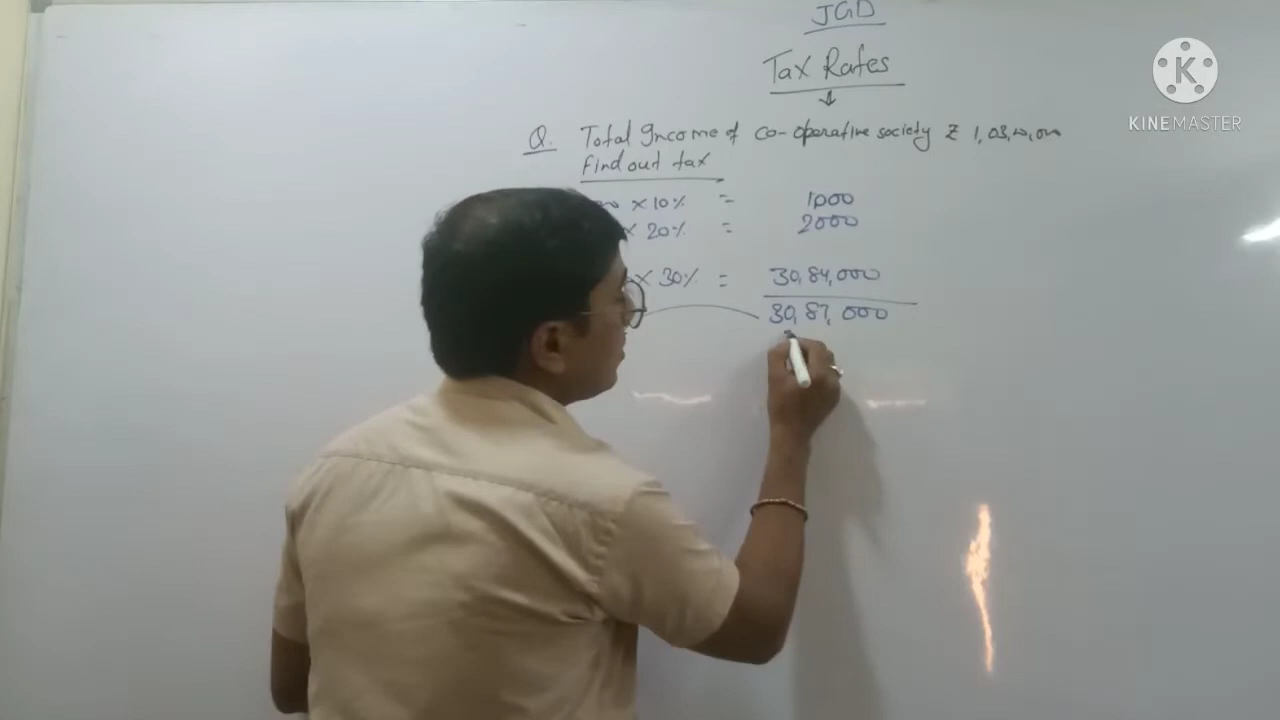 JGD
Tax Rates
KINEMASTER
Q. Total Income of co-operative society ₹ 1,03,00,000
Find out tax
× 10% = 1000
× 20% = 2000
× 30% = 30,84,000
30,87,000